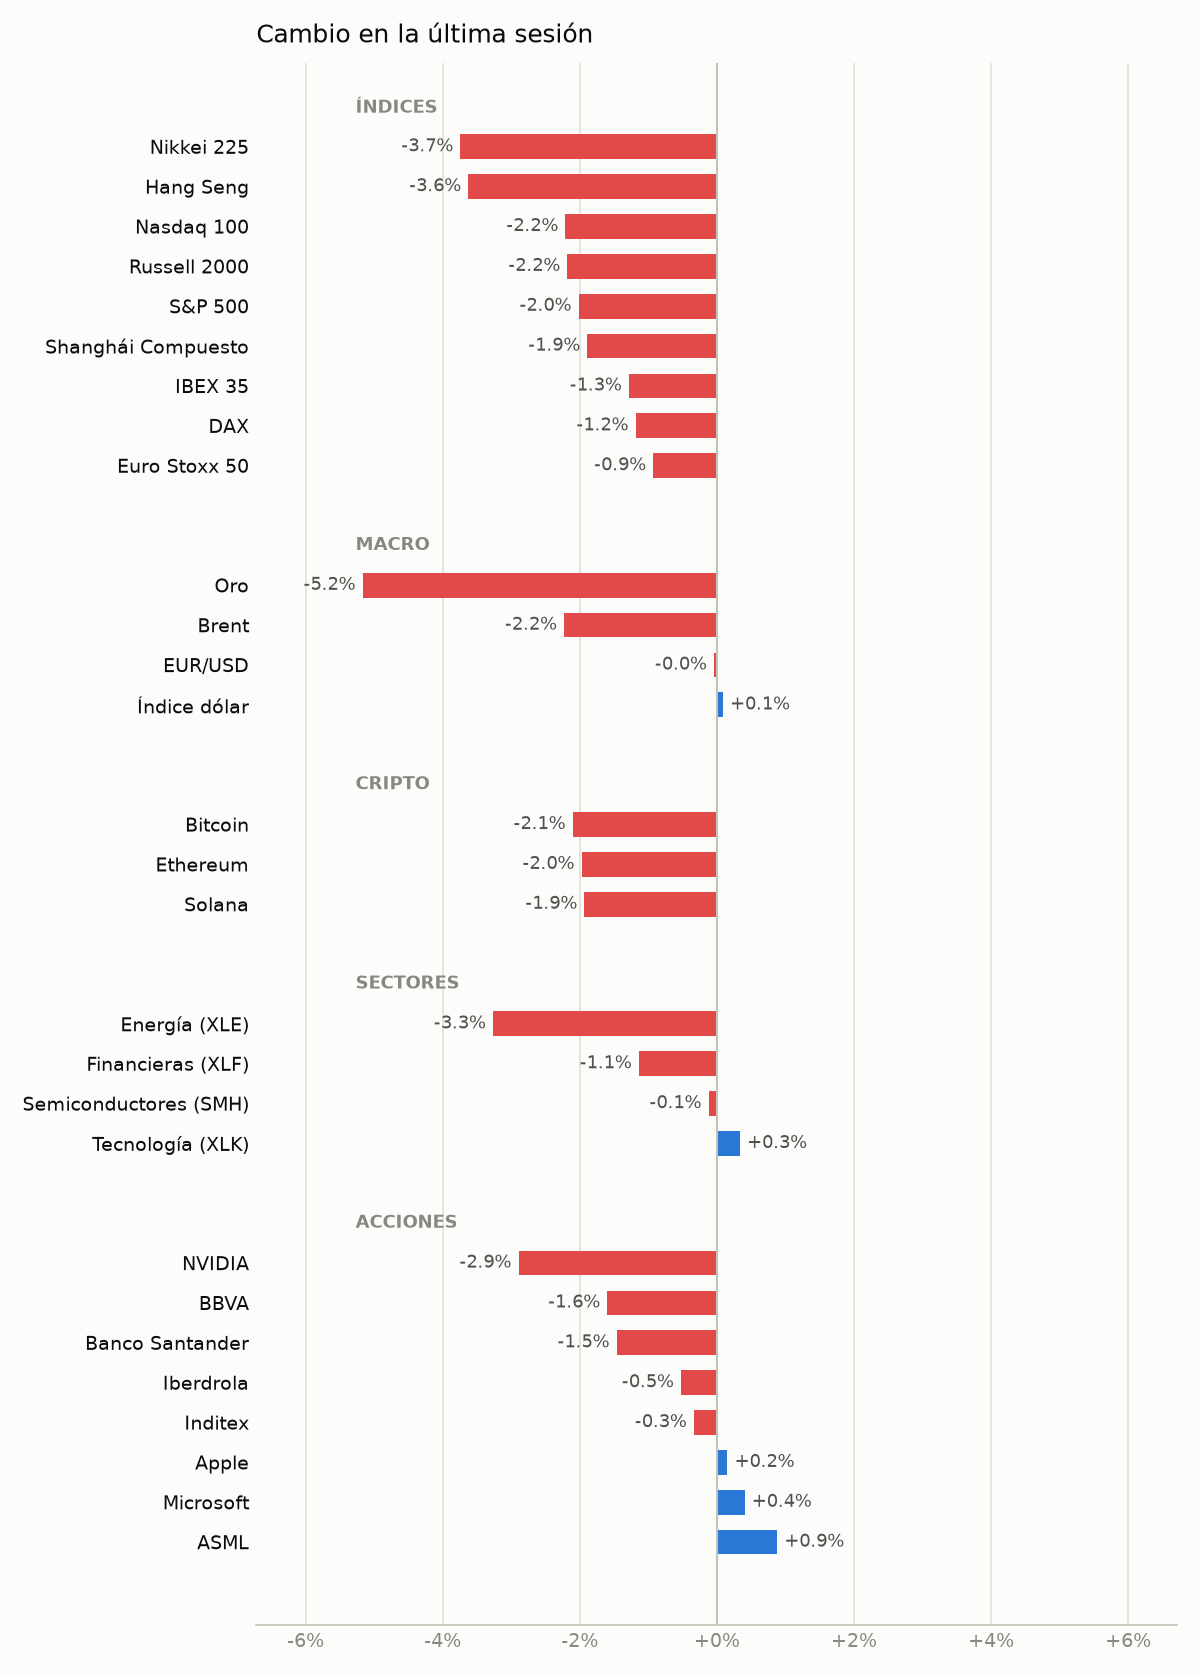 Cambio en la última sesión
ÍNDICES
Nikkei 225 -3.7%
Hang Seng -3.6%
Nasdaq 100 -2.2%
Russell 2000 -2.2%
S&P 500 -2.0%
Shanghái Compuesto -1.9%
IBEX 35 -1.3%
DAX -1.2%
Euro Stoxx 50 -0.9%
MACRO
Oro -5.2%
Brent -2.2%
EUR/USD -0.0%
Índice dólar +0.1%
CRIPTO
Bitcoin -2.1%
Ethereum -2.0%
Solana -1.9%
SECTORES
Energía (XLE) -3.3%
Financieras (XLF) -1.1%
Semiconductores (SMH) -0.1%
Tecnología (XLK) +0.3%
ACCIONES
NVIDIA -2.9%
BBVA -1.6%
Banco Santander -1.5%
Iberdrola -0.5%
Inditex -0.3%
Apple +0.2%
Microsoft +0.4%
ASML +0.9%
-6% -4% -2% +0% +2% +4% +6%